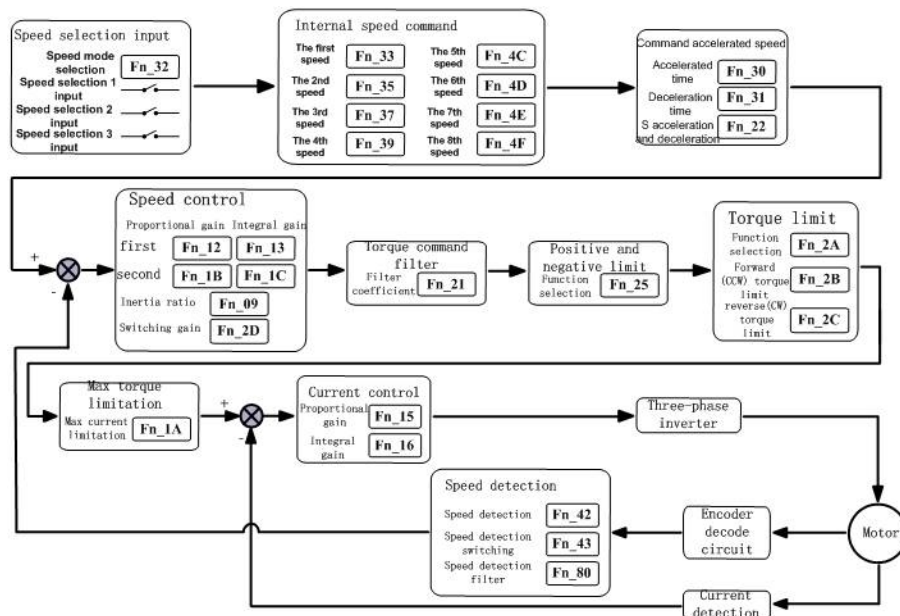 Speed selection input
Speed mode
selection
Fn_32
Speed selection 1
input
Speed selection 2
input
Speed selection 3
input
Internal speed command
The first
speed
Fn_33
The 2nd
speed
Fn_35
The 3rd
speed
Fn_37
The 4th
speed
Fn_39
The 5th
speed
Fn_4C
The 6th
speed
Fn_4D
The 7th
speed
Fn_4E
The 8th
speed
Fn_4F
Command accelerated speed
Accelerated
time
Fn_30
Deceleration
time
Fn_31
S acceleration
and deceleration
Fn_22
+
-
Speed control
Proportional gain Integral gain
first
Fn_12
Fn_13
second
Fn_1B
Fn_1C
Inertia ratio
Fn_09
Switching gain
Fn_2D
Torque command
filter
Filter
coefficient
Fn_21
Positive and
negative limit
Function
selection
Fn_25
Torque limit
Function
selection
Fn_2A
Forward
(CCW) torque
limit
Fn_2B
reverse(CW)
torque
limit
Fn_2C
Max torque
limitation
Max current
limitation
Fn_1A
+
-
Current control
Proportional
gain
Fn_15
Integral
gain
Fn_16
Three-phase
inverter
Motor
Encoder
decode
circuit
Speed detection
Speed detection
Fn_42
Speed detection
switching
Fn_43
Speed detection
filter
Fn_80
Current
detection